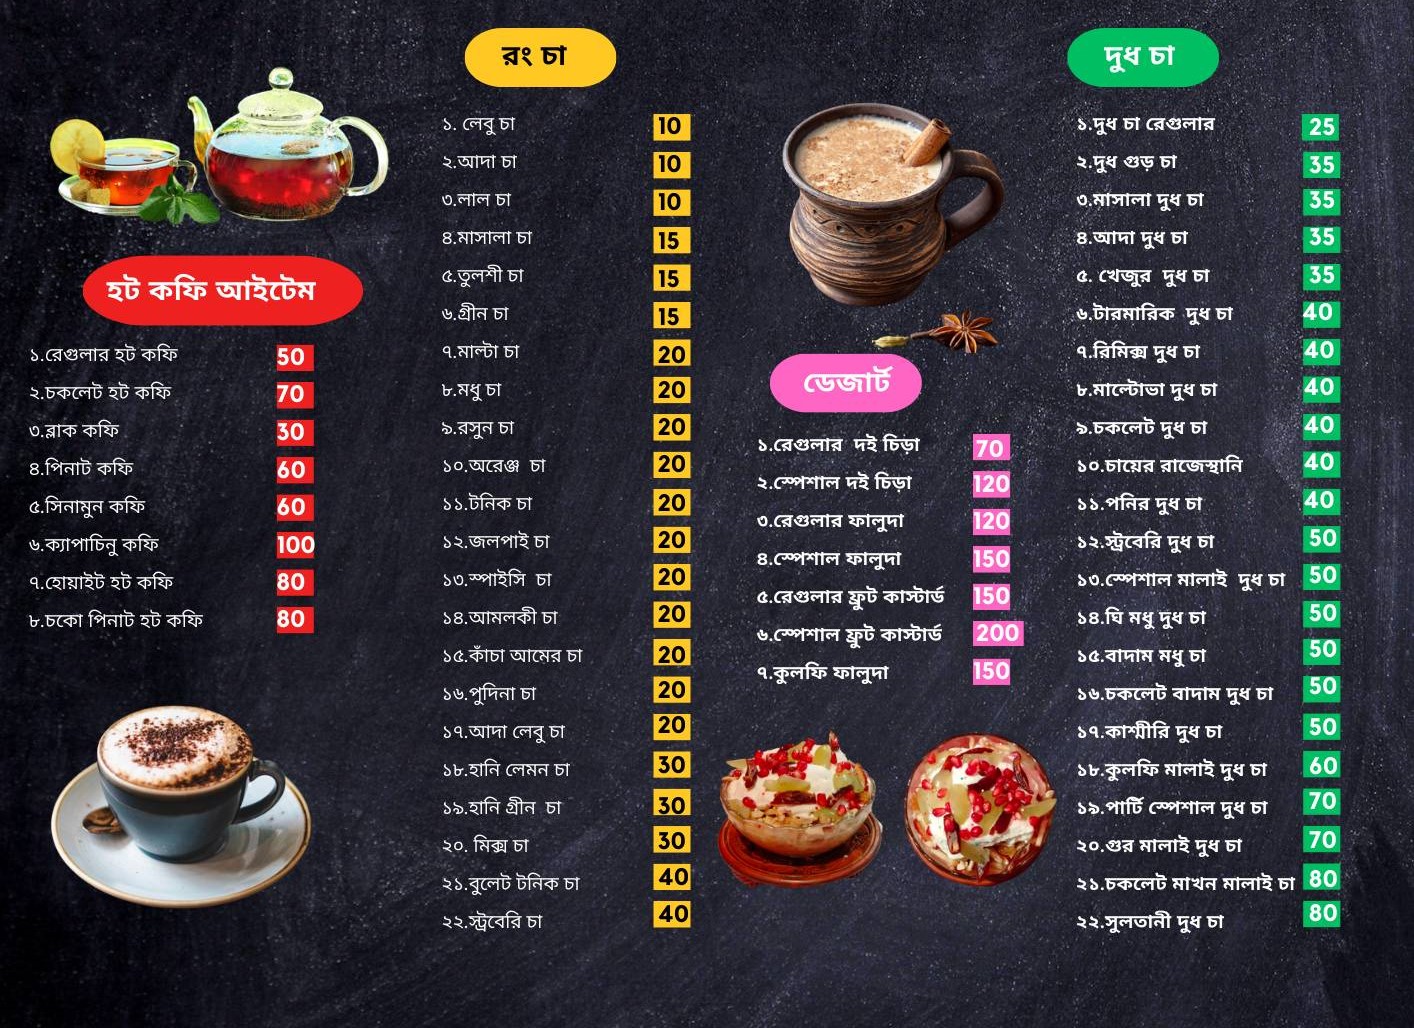 রং চা
১. লেবু চা 10
২.আদা চা 10
৩.লাল চা 10
৪.মাসালা চা 15
৫.তুলশী চা 15
৬.গ্রীন চা 15
৭.মাল্টা চা 20
৮.মধু চা 20
৯.রসুন চা 20
১০.অরেঞ্জ চা 20
১১.টনিক চা 20
১২.জলপাই চা 20
১৩.স্পাইসি চা 20
১৪.আমলকী চা 20
১৫.কাঁচা আমের চা 20
১৬.পুদিনা চা 20
১৭.আদা লেবু চা 20
১৮.হানি লেমন চা 30
১৯.হানি গ্রীন চা 30
২০. মিক্স চা 30
২১.বুলেট টনিক চা 40
২২.স্ট্রবেরি চা 40
হট কফি আইটেম
১.রেগুলার হট কফি 50
২.চকলেট হট কফি 70
৩.ব্লাক কফি 30
৪.পিনাট কফি 60
৫.সিনামুন কফি 60
৬.ক্যাপাচিনু কফি 100
৭.হোয়াইট হট কফি 80
৮.চকো পিনাট হট কফি 80
ডেজার্ট
১.রেগুলার দই চিড়া 70
২.স্পেশাল দই চিড়া 120
৩.রেগুলার ফালুদা 120
৪.স্পেশাল ফালুদা 150
৫.রেগুলার ফ্রুট কাস্টার্ড 150
৬.স্পেশাল ফ্রুট কাস্টার্ড 200
৭.কুলফি ফালুদা 150
দুধ চা
১.দুধ চা রেগুলার 25
২.দুধ গুড় চা 35
৩.মাসালা দুধ চা 35
৪.আদা দুধ চা 35
৫. খেজুর দুধ চা 35
৬.টারমারিক দুধ চা 40
৭.রিমিক্স দুধ চা 40
৮.মাল্টোভা দুধ চা 40
৯.চকলেট দুধ চা 40
১০.চায়ের রাজেস্থানি 40
১১.পনির দুধ চা 40
১২.স্ট্রবেরি দুধ চা 50
১৩.স্পেশাল মালাই দুধ চা 50
১৪.ঘি মধু দুধ চা 50
১৫.বাদাম মধু চা 50
১৬.চকলেট বাদাম দুধ চা 50
১৭.কাশ্মীরি দুধ চা 50
১৮.কুলফি মালাই দুধ চা 60
১৯.পার্টি স্পেশাল দুধ চা 70
২০.গুর মালাই দুধ চা 70
২১.চকলেট মাখন মালাই চা 80
২২.সুলতানী দুধ চা 80